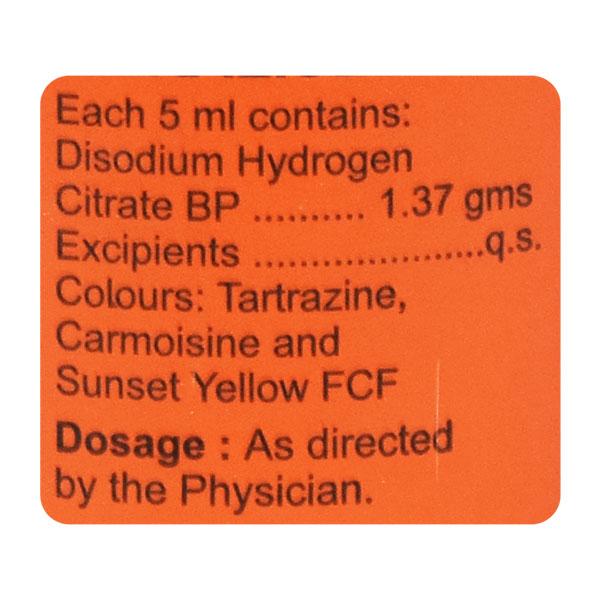 Each 5 ml contains:
Disodium Hydrogen
Citrate BP .......... 1.37 gms
Excipients .....................q.s.
Colours: Tartrazine,
Carmoisine and
Sunset Yellow FCF
Dosage : As directed
by the Physician.